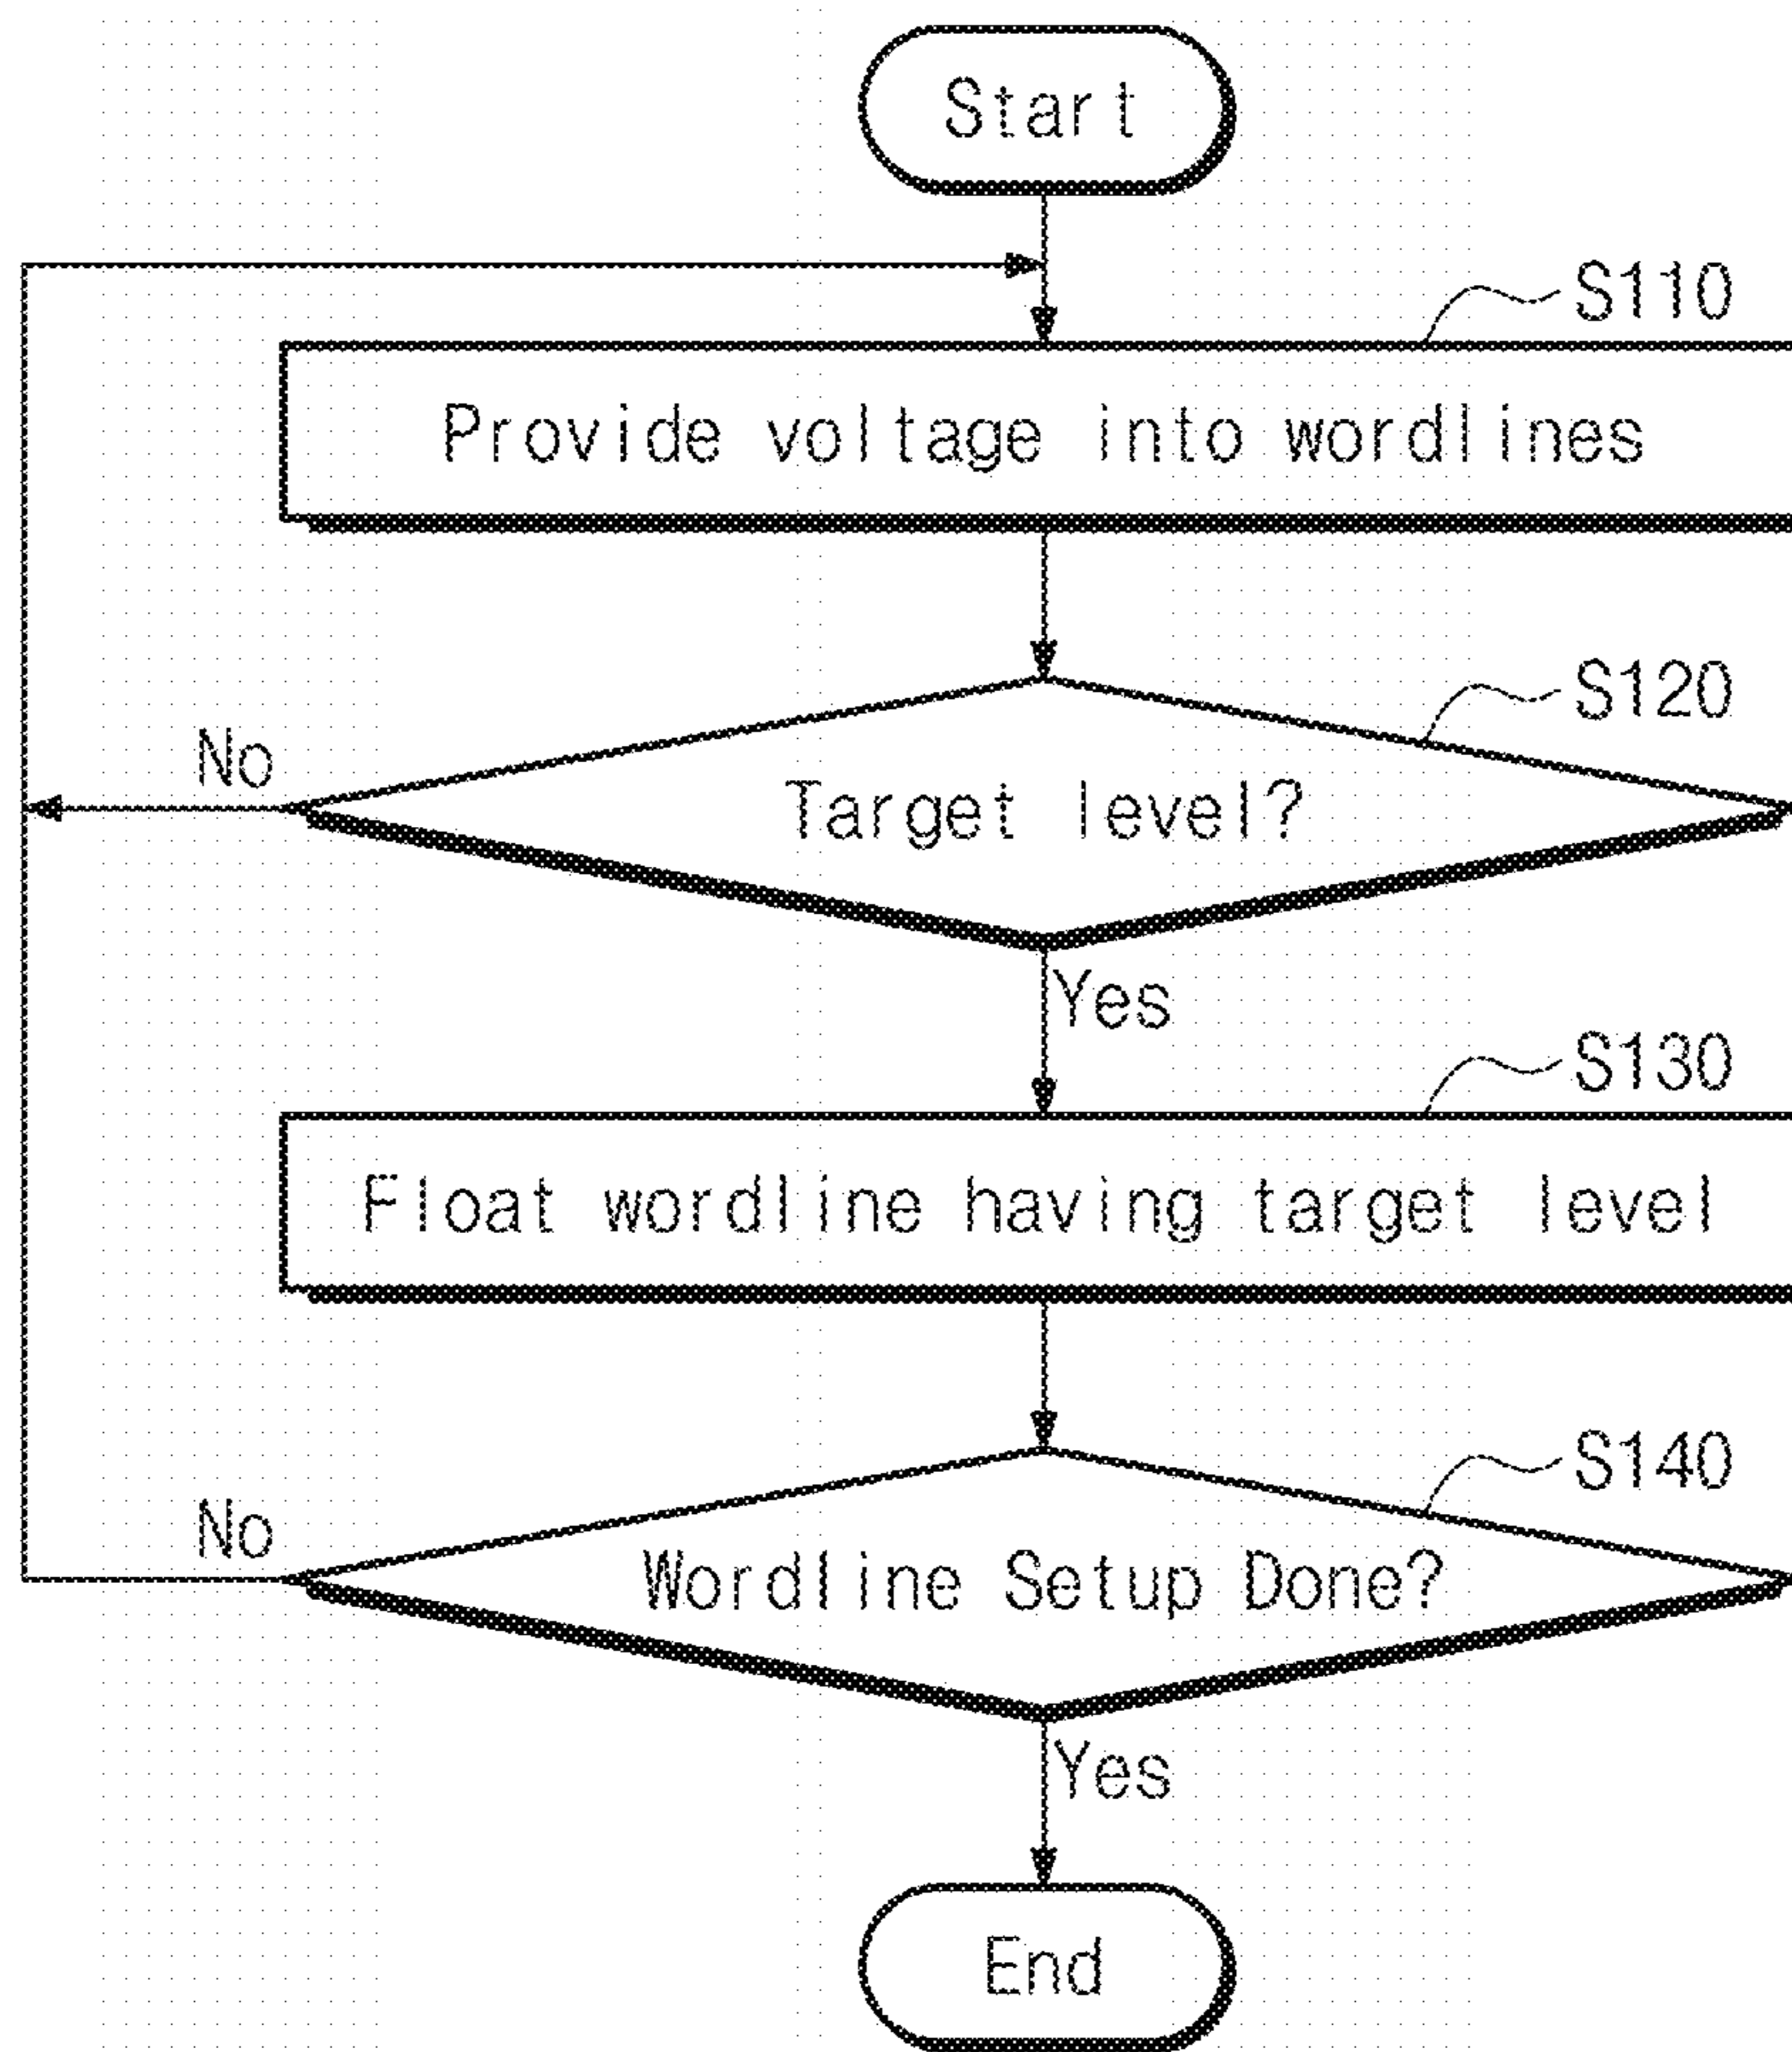 Start
S110
Provide voltage into wordlines
S120
No
Target level?
Yes
S130
Float wordline having target level
S140
No
Wordline Setup Done?
Yes
End